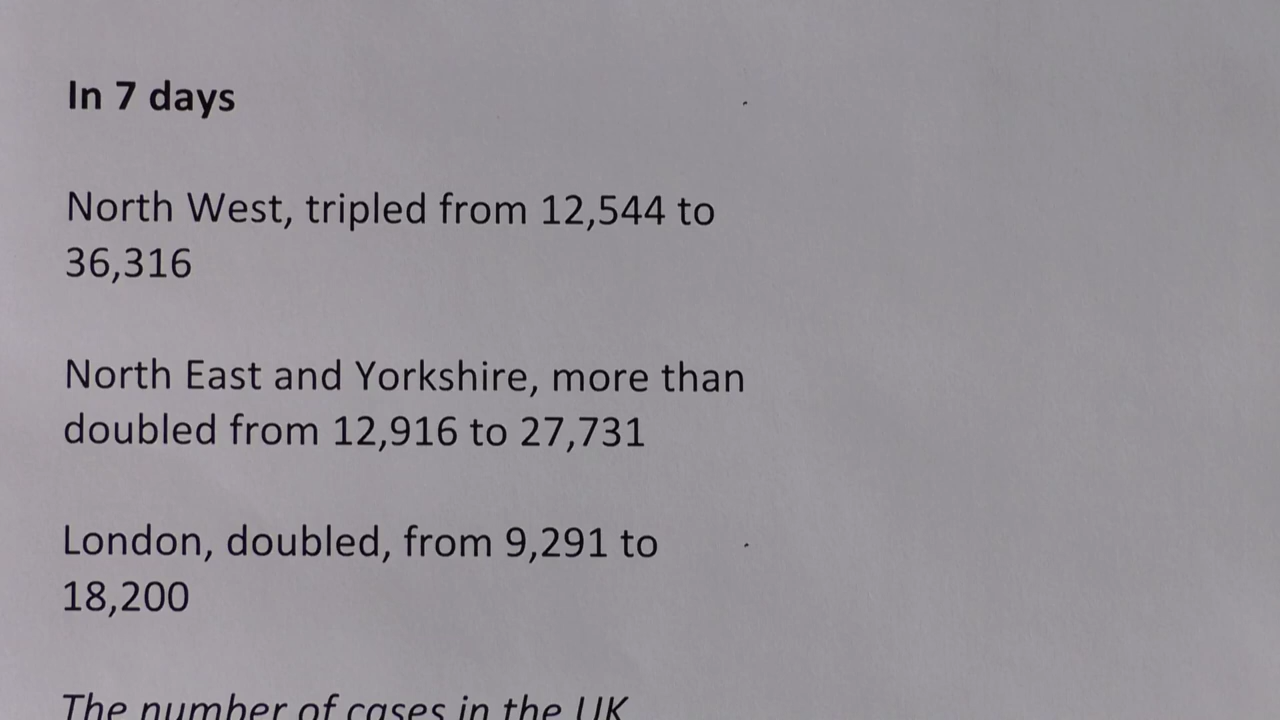 In 7 days
North West, tripled from 12,544 to
36,316
North East and Yorkshire, more than
doubled from 12,916 to 27,731
London, doubled, from 9,291 to
18,200
The number of cases in the UK